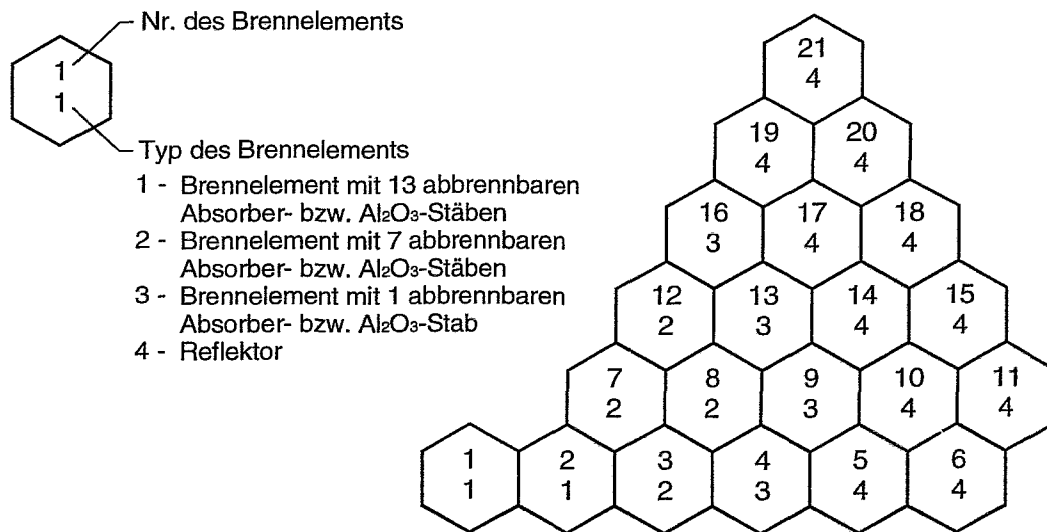 Nr. des Brennelements
1
1
Typ des Brennelements
1 - Brennelement mit 13 abbrennbaren
Absorber- bzw. Al₂O₃-Stäben
2 - Brennelement mit 7 abbrennbaren
Absorber- bzw. Al₂O₃-Stäben
3 - Brennelement mit 1 abbrennbaren
Absorber- bzw. Al₂O₃-Stab
4 - Reflektor
21
4
19 20
4 4
16 17 18
3 4 4
12 13 14 15
2 3 4 4
7 8 9 10 11
2 2 3 4 4
1 2 3 4 5 6
1 1 2 3 4 4